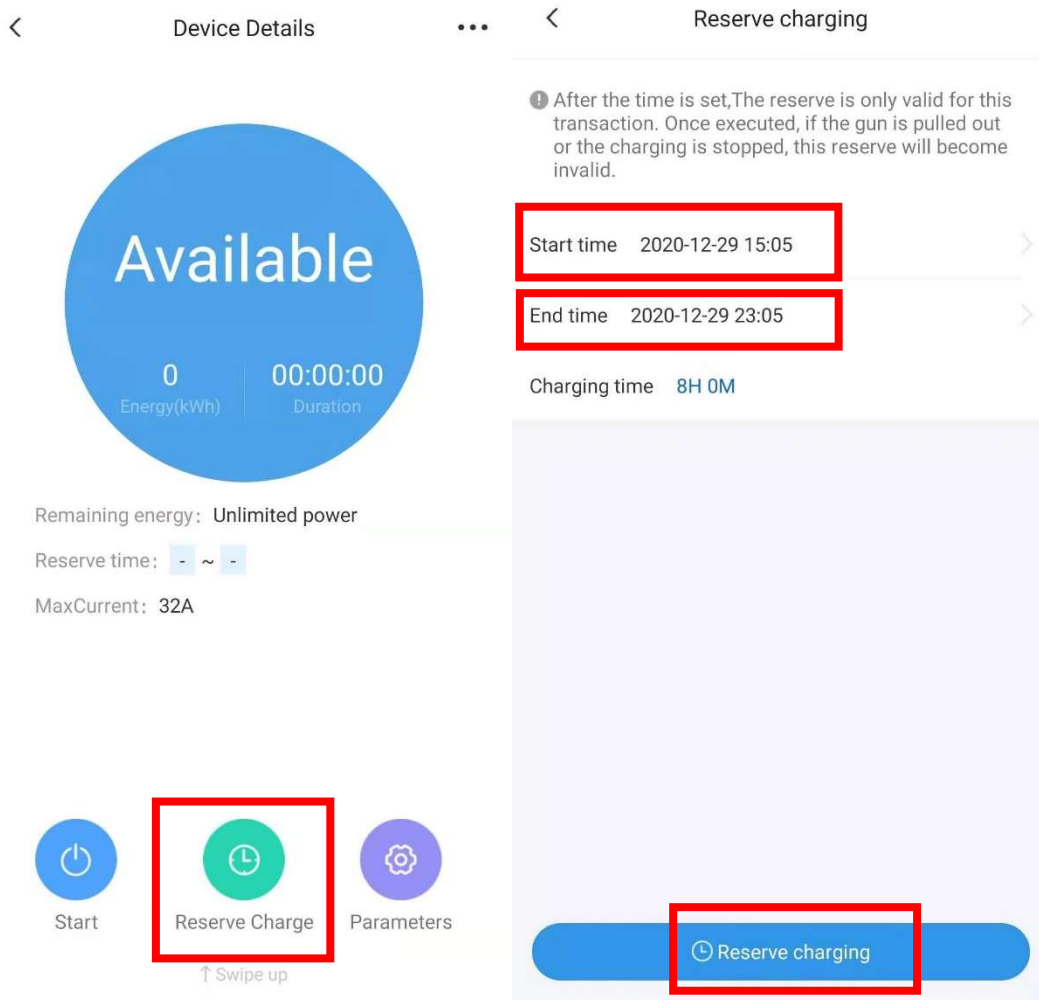 Device Details
Available
0 00:00:00
Energy(kWh) Duration
Remaining energy: Unlimited power
Reserve time: - ~ -
MaxCurrent: 32A
Start Reserve Charge Parameters
↑ Swipe up
Reserve charging
After the time is set,The reserve is only valid for this
transaction. Once executed, if the gun is pulled out
or the charging is stopped, this reserve will become
invalid.
Start time 2020-12-29 15:05
End time 2020-12-29 23:05
Charging time 8H 0M
Reserve charging